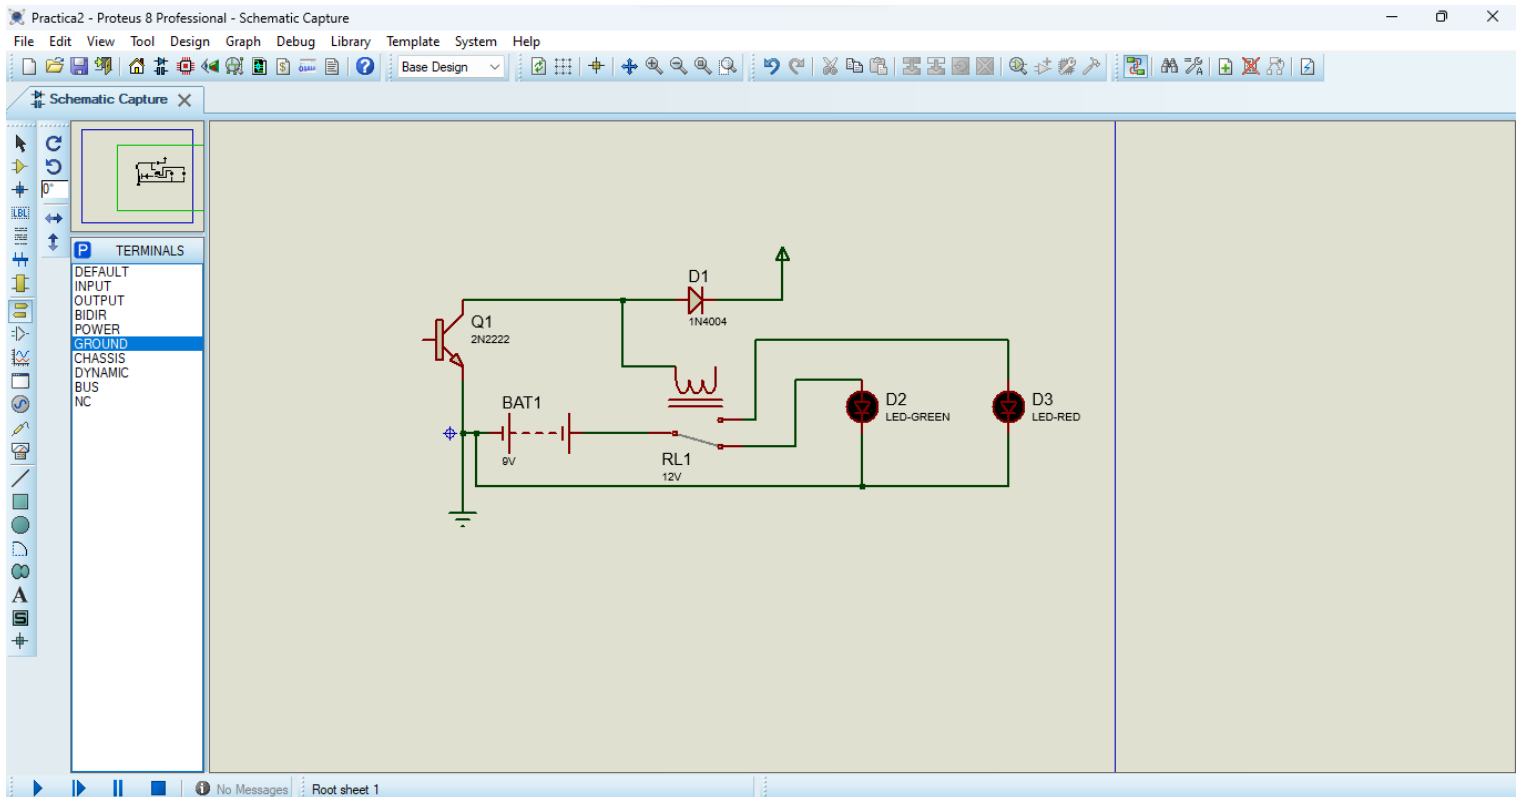 Practica2 - Proteus 8 Professional - Schematic Capture
File Edit View Tool Design Graph Debug Library Template System Help
Base Design
Schematic Capture
0°
LBL
P TERMINALS
DEFAULT
INPUT
OUTPUT
BIDIR
POWER
GROUND
CHASSIS
DYNAMIC
BUS
NC
A
S
D1
1N4004
Q1
2N2222
BAT1
9V
RL1
12V
D2
LED-GREEN
D3
LED-RED
No Messages
Root sheet 1